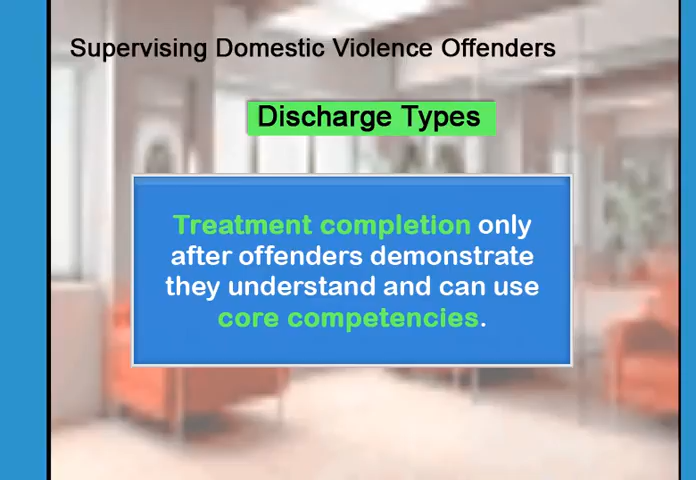 Supervising Domestic Violence Offenders
Discharge Types
Treatment completion only
after offenders demonstrate
they understand and can use
core competencies.